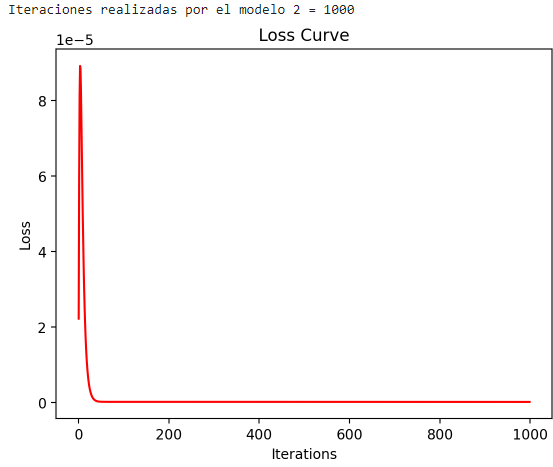 Iteraciones realizadas por el modelo 2 = 1000
Loss Curve
1e−5
8
6
4
2
0
Loss
0 200 400 600 800 1000
Iterations